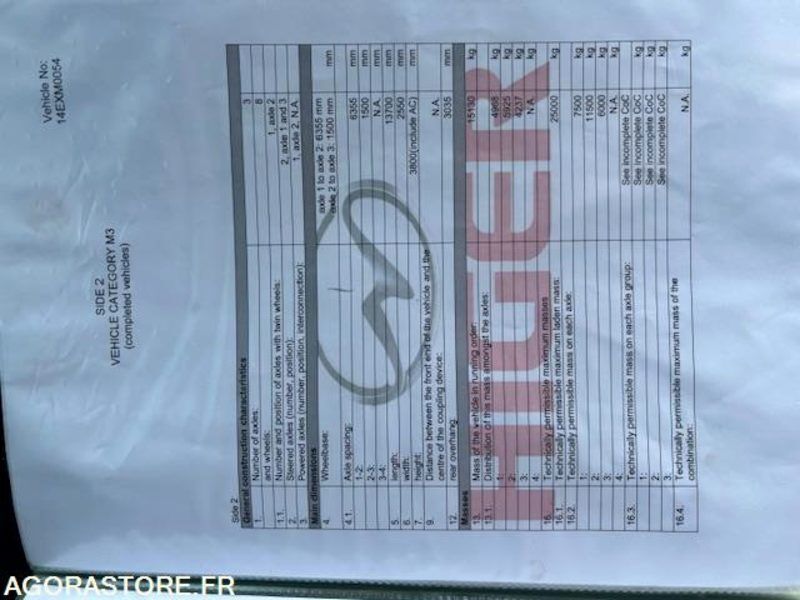 Vehicle No:
14EXM0054
SIDE 2
VEHICLE CATEGORY M3
(completed vehicles)
Side 2
General construction characteristics
1. Number of axles: 3
and wheels: 8
1.1. Number and position of axles with twin wheels: 1, axle 2
2. Steered axles (number, position): 2, axle 1 and 3
3. Powered axles (number, position, interconnection): 1, axle 2, N.A.
Main dimensions
4. Wheelbase: axle 1 to axle 2: 6355 mm mm
axle 2 to axle 3: 1500 mm
4.1. Axle spacing:
1-2: 6355 mm
2-3: 1500 mm
3-4: N.A. mm
5. length: 13700 mm
6. width: 2550 mm
7. height: 3800(include AC) mm
9. Distance between the front end of the vehicle and the
centre of the coupling device: N.A.
12. rear overhang: 3035 mm
Masses
13. Mass of the vehicle in running order: 15130 kg
13.1. Distribution of this mass amongst the axles:
1: 4968 kg
2: 5925 kg
3: 4237 kg
4: N.A. kg
16. Technically permissible maximum masses
16.1. Technically permissible maximum laden mass: 25000 kg
16.2. Technically permissible mass on each axle:
1: 7500 kg
2: 11500 kg
3: 6000 kg
4: N.A. kg
16.3. Technically permissible mass on each axle group: See incomplete CoC
1: See incomplete CoC kg
2: See incomplete CoC kg
3: See incomplete CoC kg
16.4. Technically permissible maximum mass of the
combination: N.A. kg
HIGER
AGORASTORE.FR